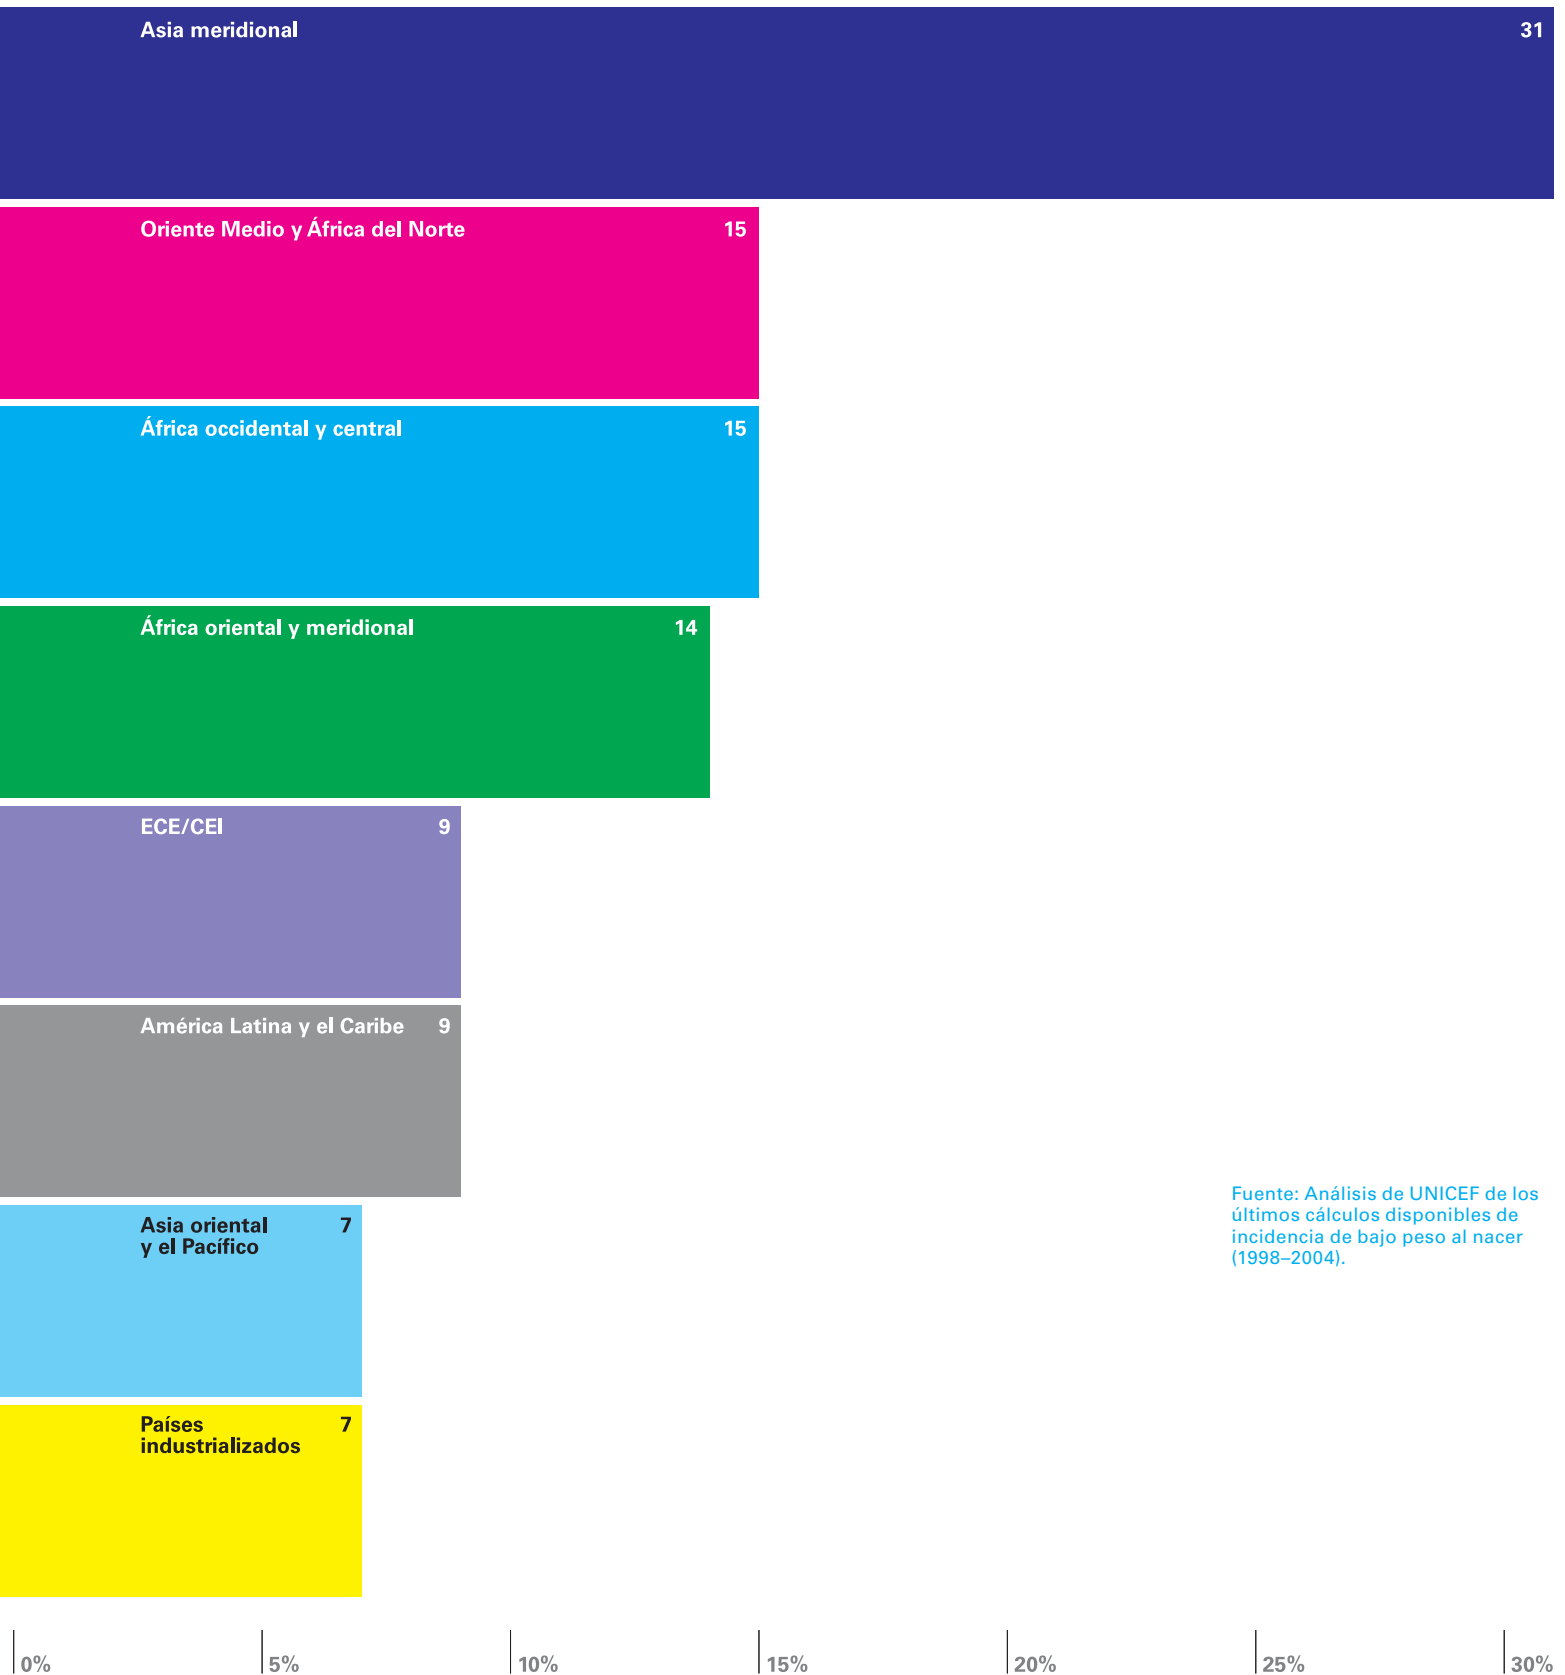 Asia meridional 31
Oriente Medio y África del Norte 15
África occidental y central 15
África oriental y meridional 14
ECE/CEI 9
América Latina y el Caribe 9
Asia oriental 7
y el Pacífico
Fuente: Análisis de UNICEF de los
últimos cálculos disponibles de
incidencia de bajo peso al nacer
(1998–2004).
Países 7
industrializados
0% 5% 10% 15% 20% 25% 30%